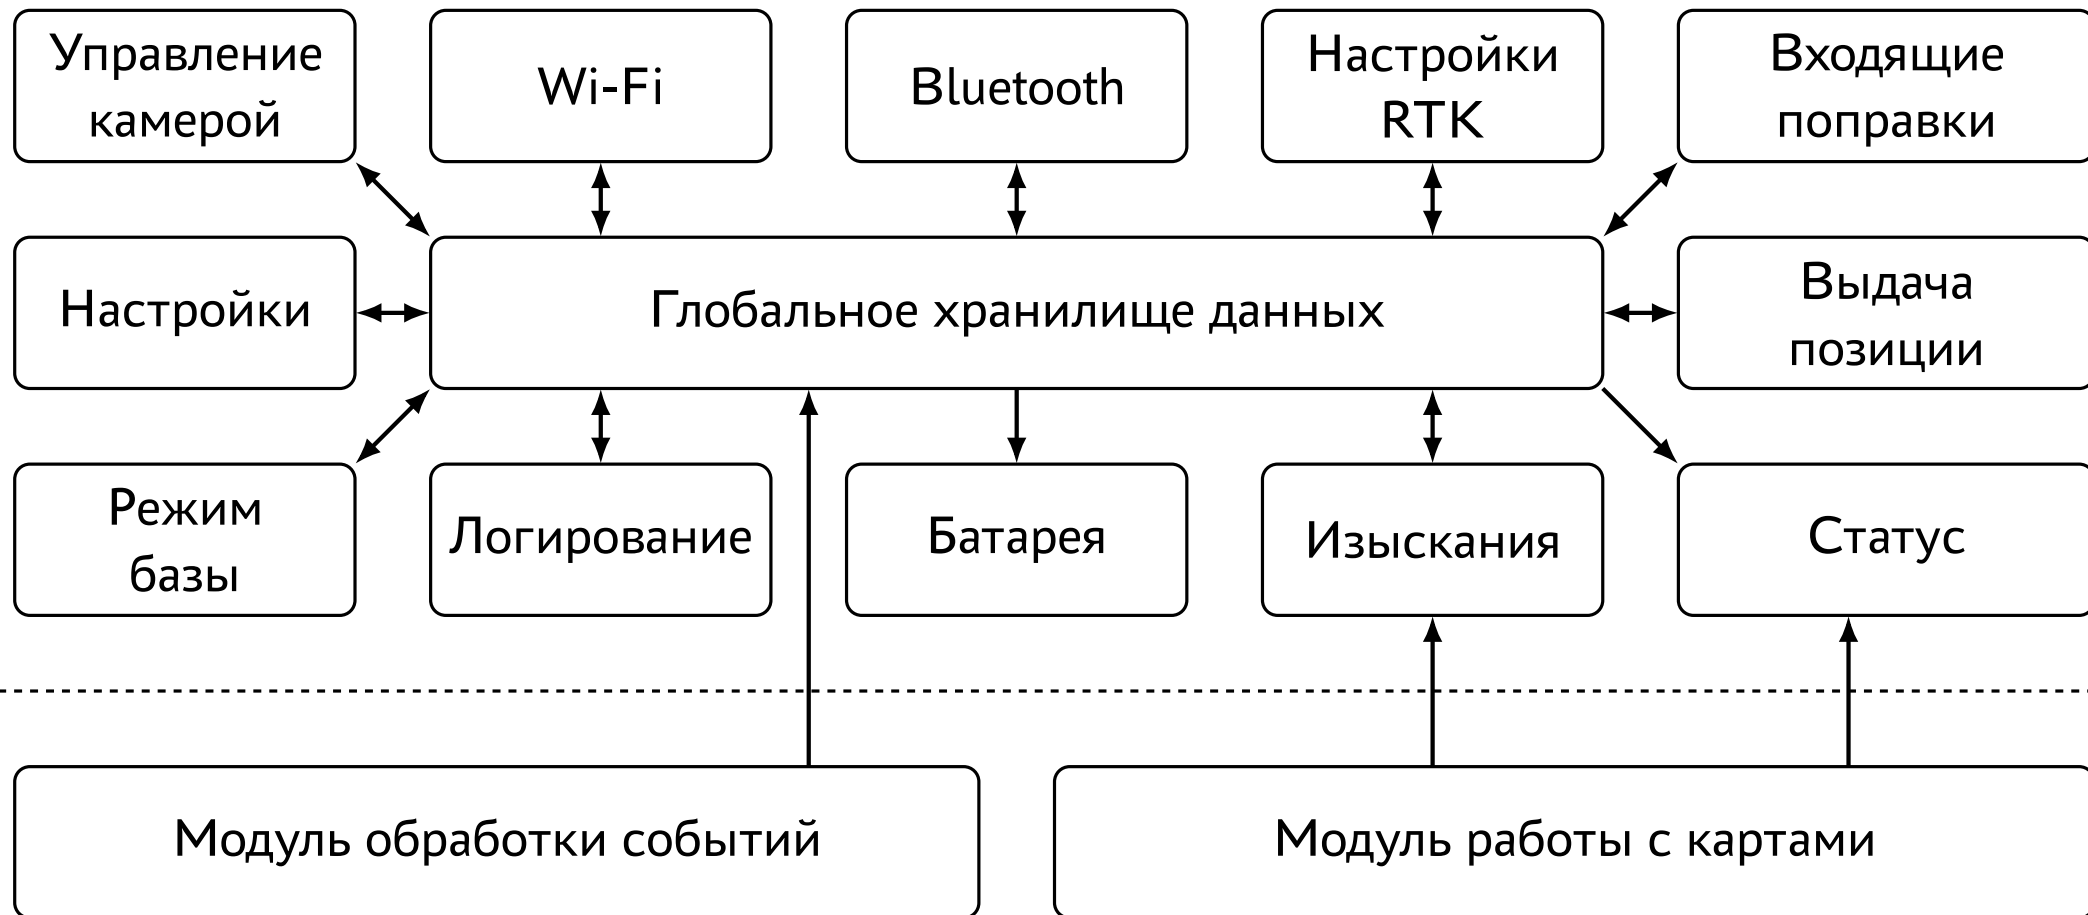 Управление
камерой
Wi-Fi
Bluetooth
Настройки
RTK
Входящие
поправки
Настройки
Глобальное хранилище данных
Выдача
позиции
Режим
базы
Логирование
Батарея
Изыскания
Статус
Модуль обработки событий
Модуль работы с картами